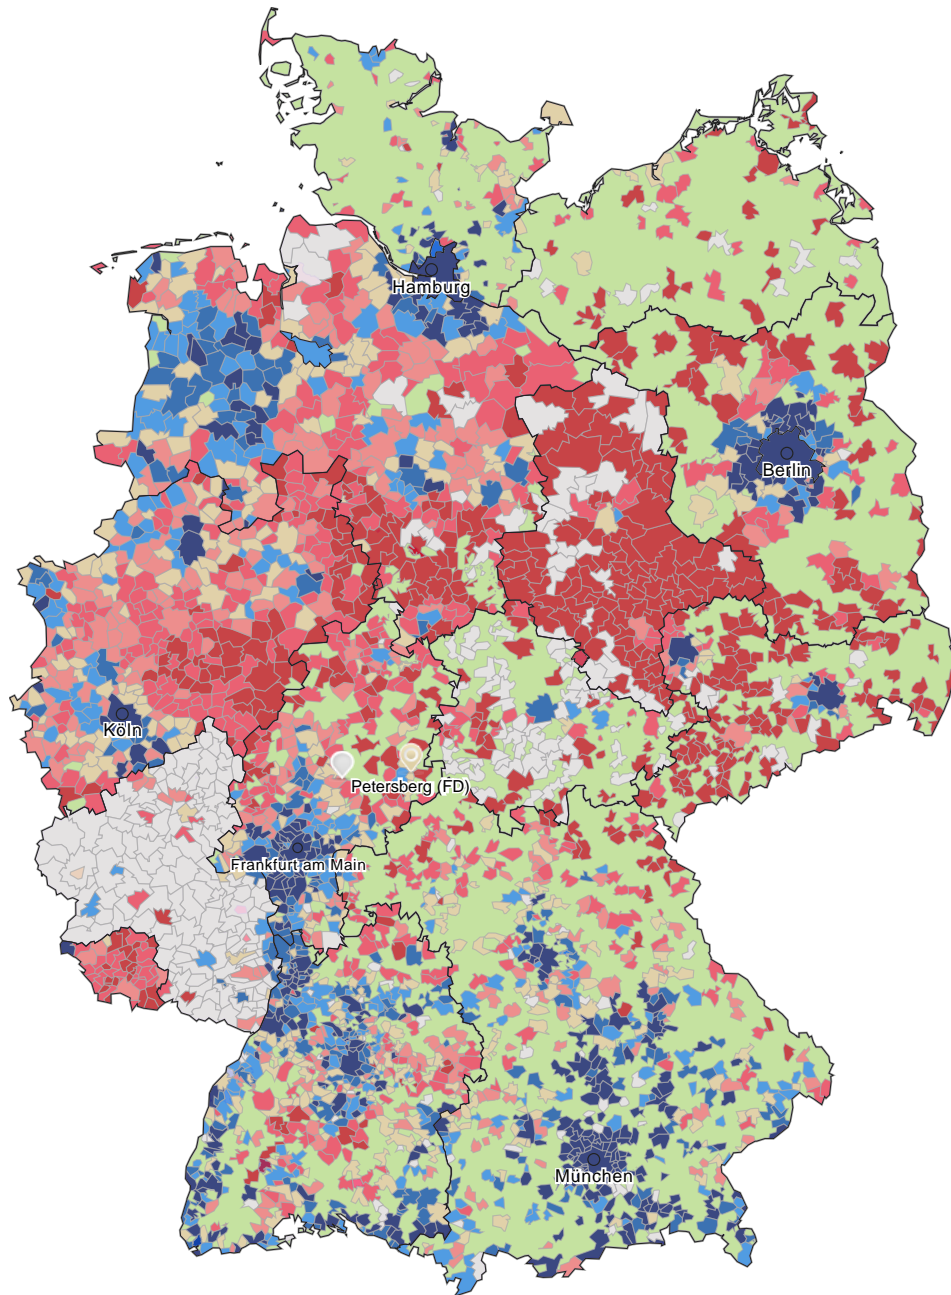 Hamburg
Berlin
Köln
Petersberg (FD)
Frankfurt am Main
München